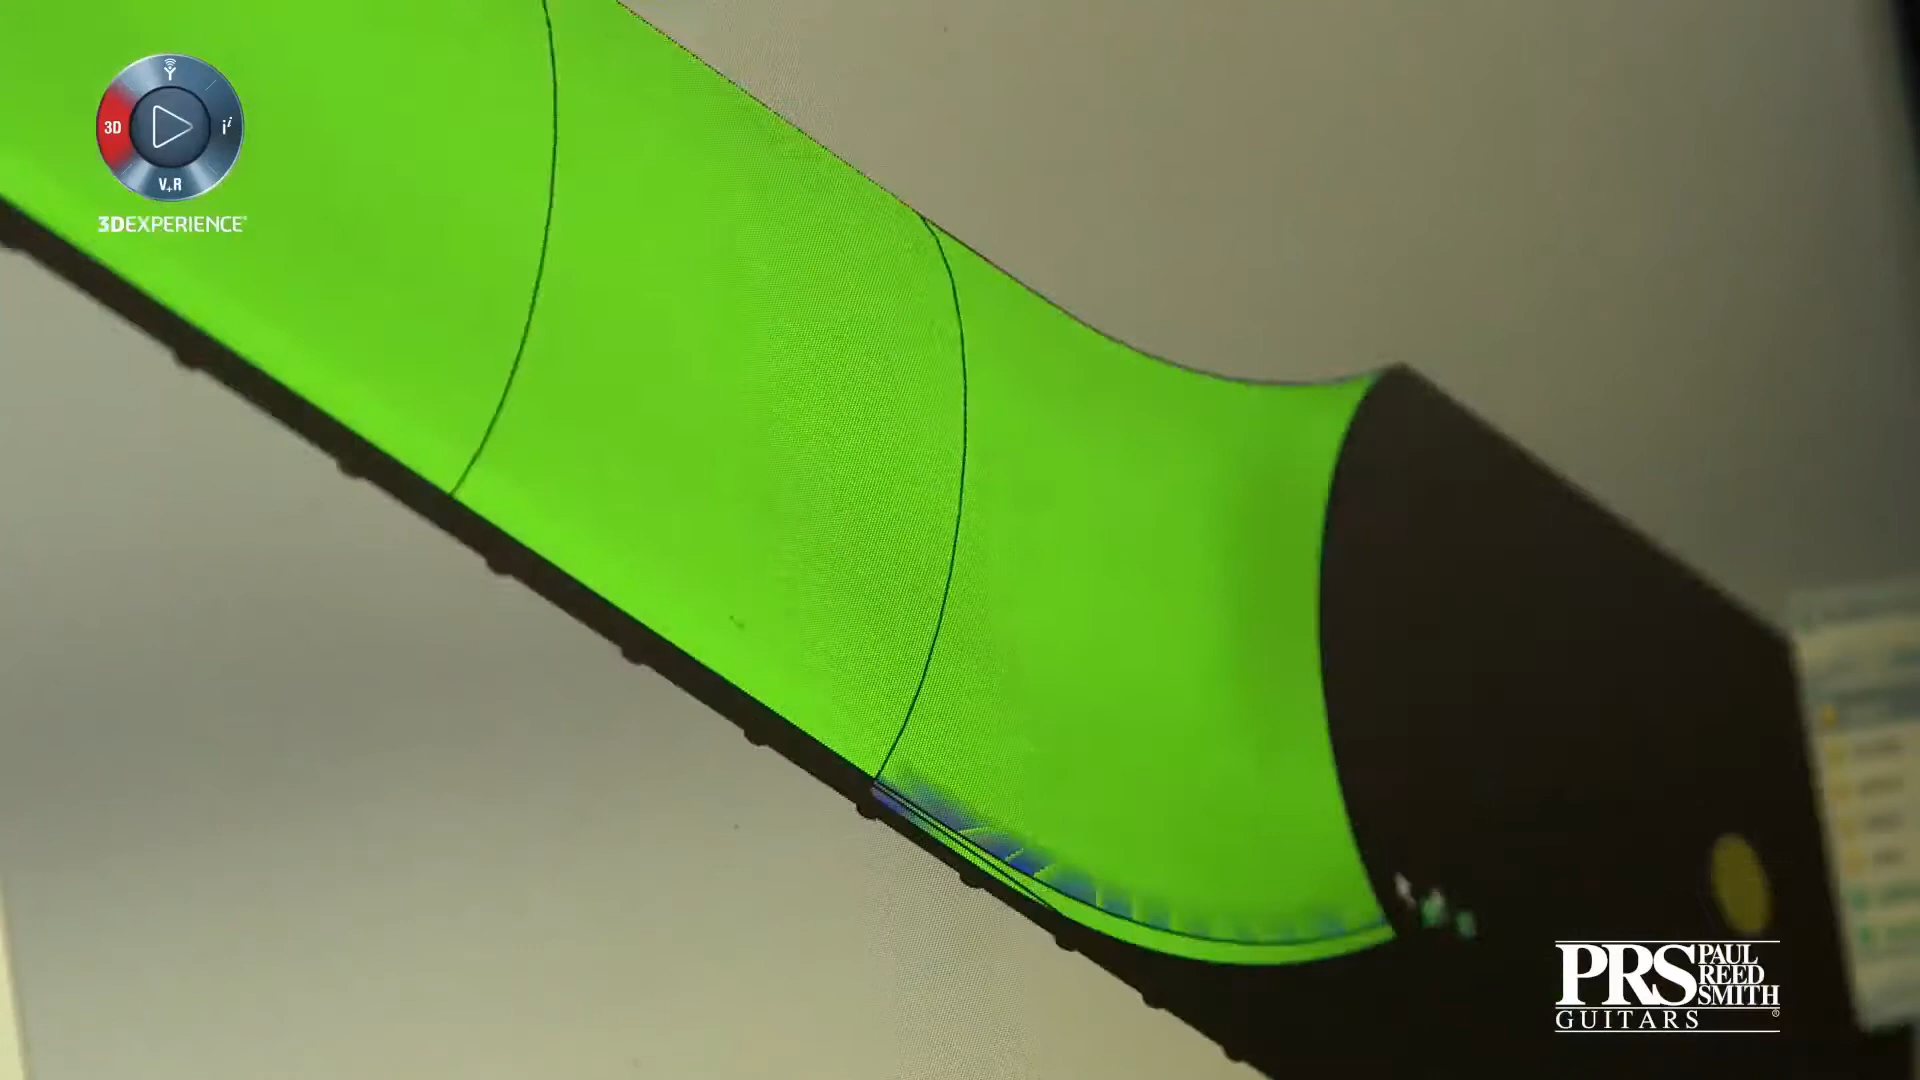 3D
i
V+R
3DEXPERIENCE
PRS PAUL
REED
SMITH
GUITARS